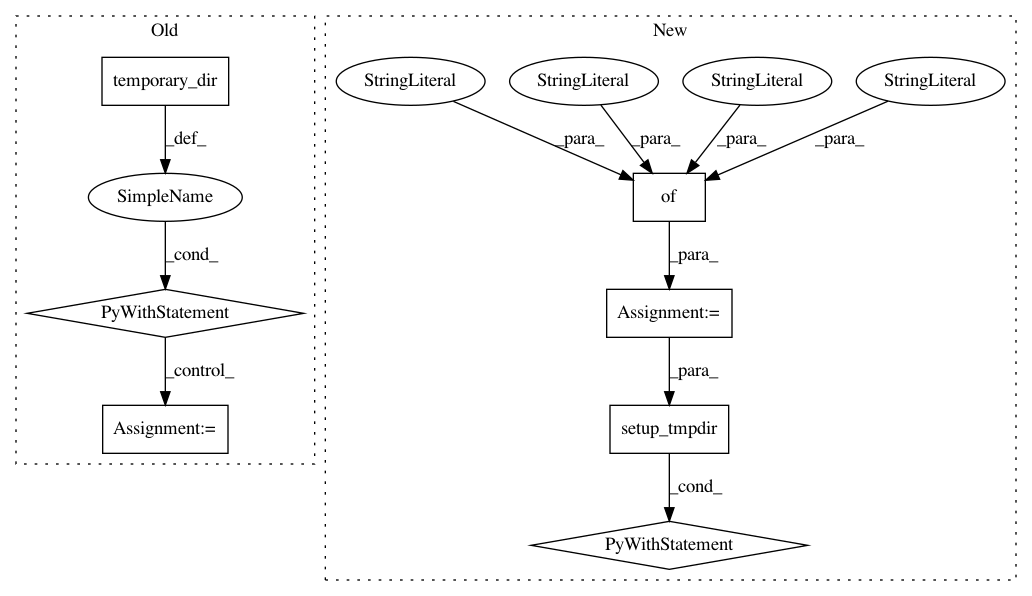 Old
New
temporary_dir
StringLiteral
StringLiteral
StringLiteral
StringLiteral
_def_
_para_
_para_
_para_
_para_
SimpleName
of
_cond_
_para_
PyWithStatement
Assignment:=
_control_
_para_
Assignment:=
setup_tmpdir
_cond_
PyWithStatement